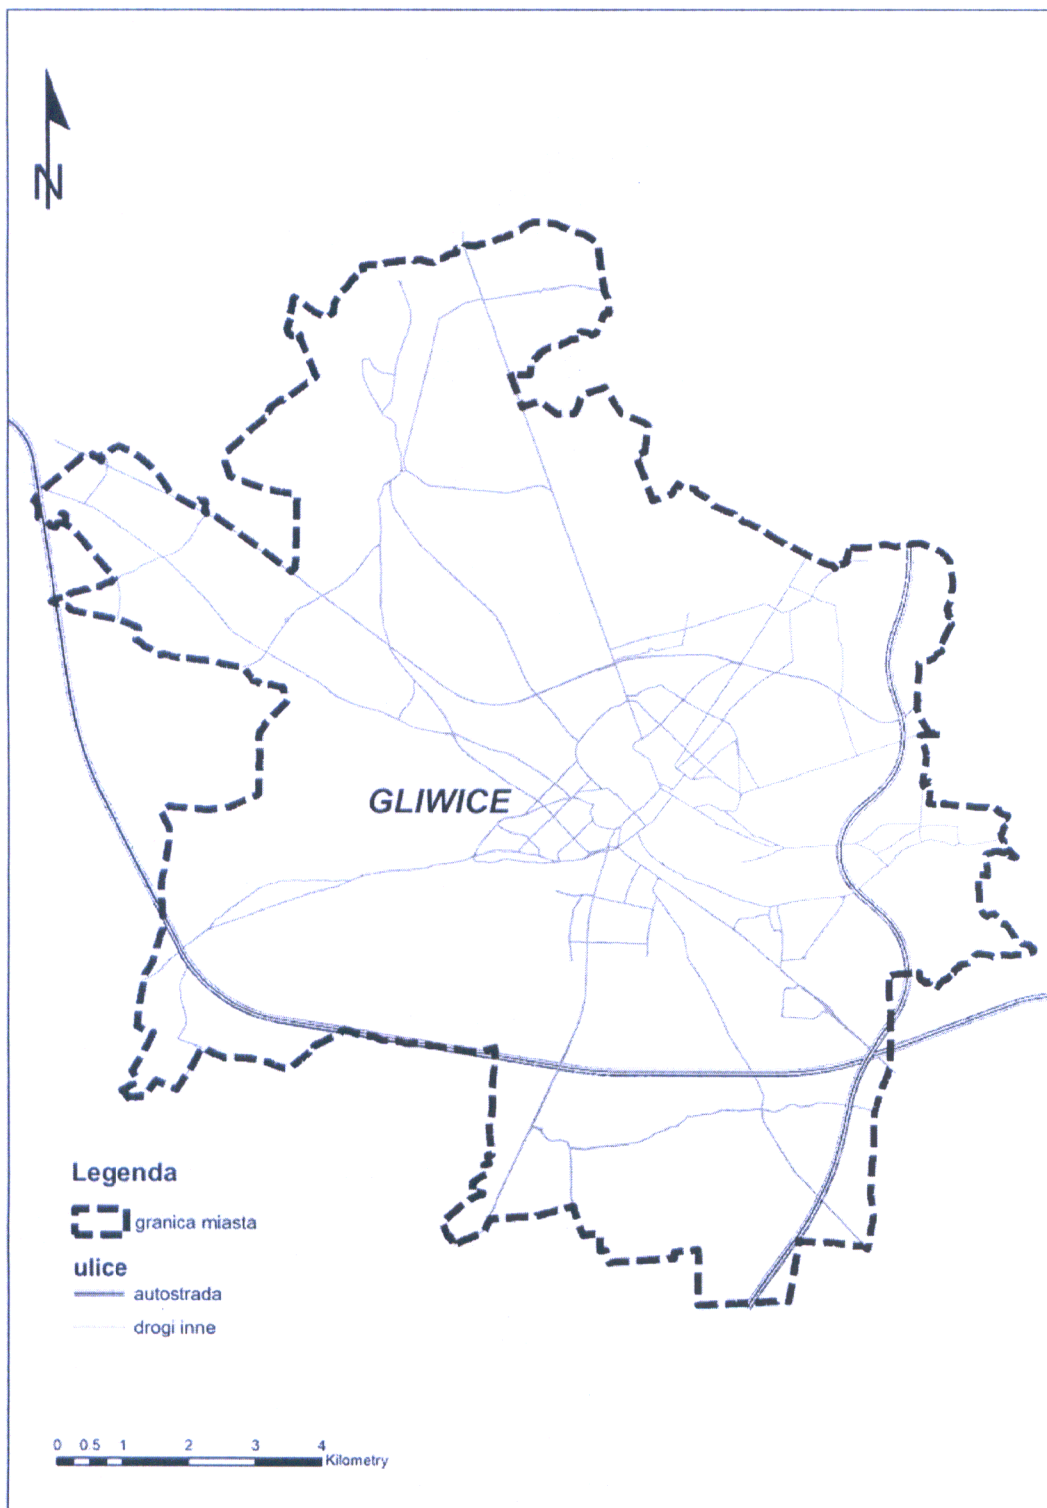 N
GLIWICE
Legenda
granica miasta
ulice
autostrada
drogi inne
0 0 5 1 2 3 4
Kilometry